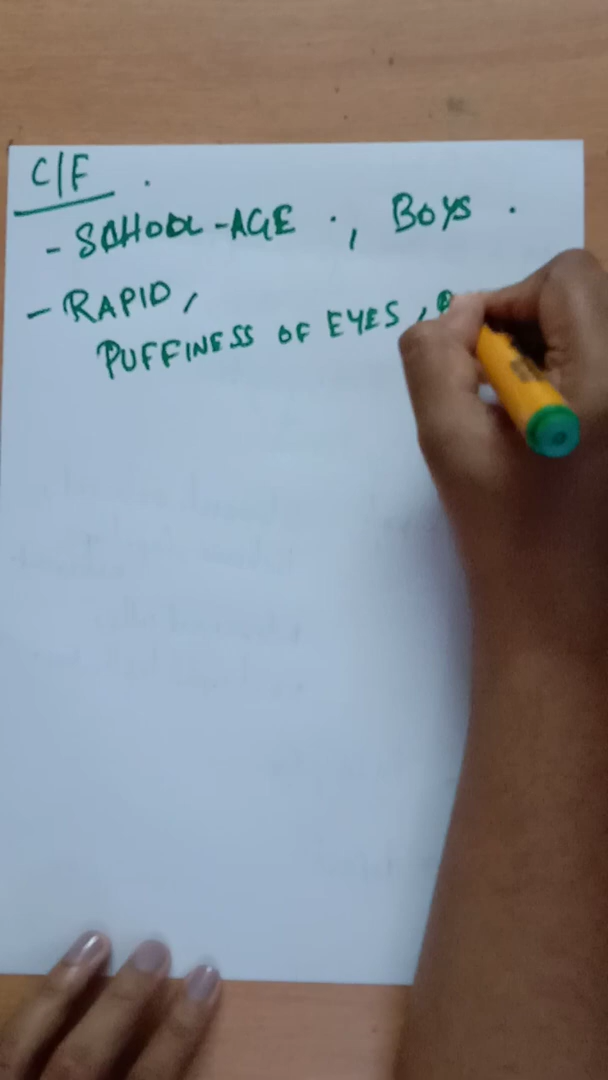 C/F .
- SCHOOL-AGE . , BOYS .
- RAPID,
PUFFINESS OF EYES ,